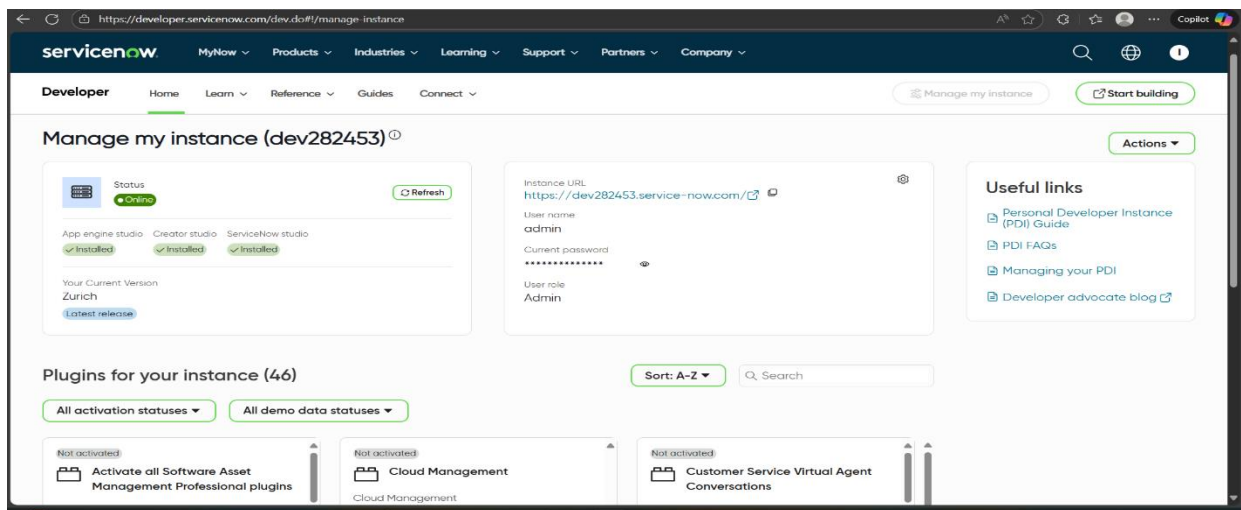 https://developer.servicenow.com/dev.do#!/manage-instance
Copilot
servicenow.
MyNow
Products
Industries
Learning
Support
Partners
Company
I
Developer
Home
Learn
Reference
Guides
Connect
Manage my instance
Start building
Manage my instance (dev282453)
Actions
Status
Online
Refresh
App engine studio Creator studio ServiceNow studio
Installed Installed Installed
Your Current Version
Zurich
Latest release
Instance URL
https://dev282453.service-now.com/
User name
admin
Current password
**************
User role
Admin
Useful links
Personal Developer Instance
(PDI) Guide
PDI FAQs
Managing your PDI
Developer advocate blog
Plugins for your instance (46)
Sort: A-Z
Search
All activation statuses
All demo data statuses
Not activated
Activate all Software Asset
Management Professional plugins
Not activated
Cloud Management
Cloud Management
Not activated
Customer Service Virtual Agent
Conversations